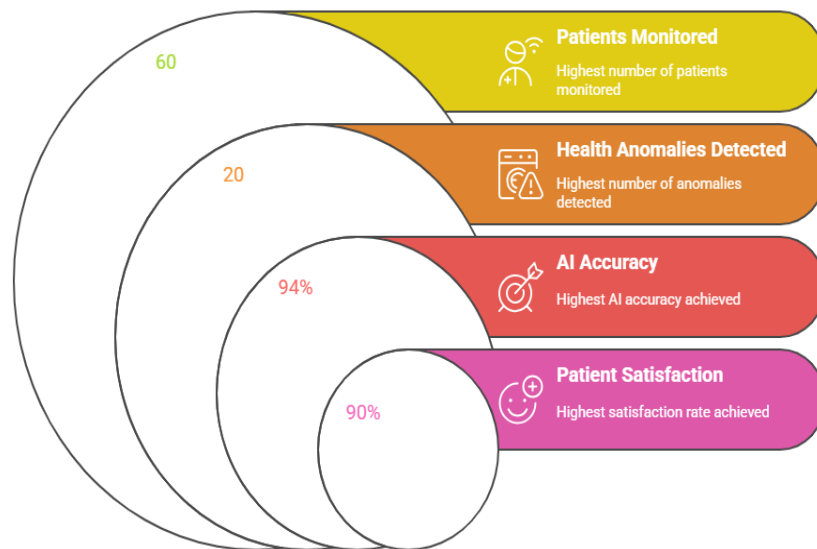 60
Patients Monitored
Highest number of patients
monitored
20
Health Anomalies Detected
Highest number of anomalies
detected
94%
AI Accuracy
Highest AI accuracy achieved
90%
Patient Satisfaction
Highest satisfaction rate achieved